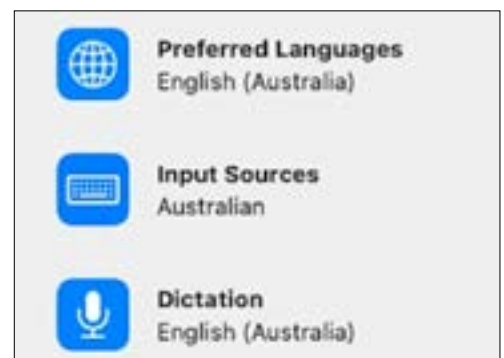 Preferred Languages
English (Australia)
Input Sources
Australian
Dictation
English (Australia)